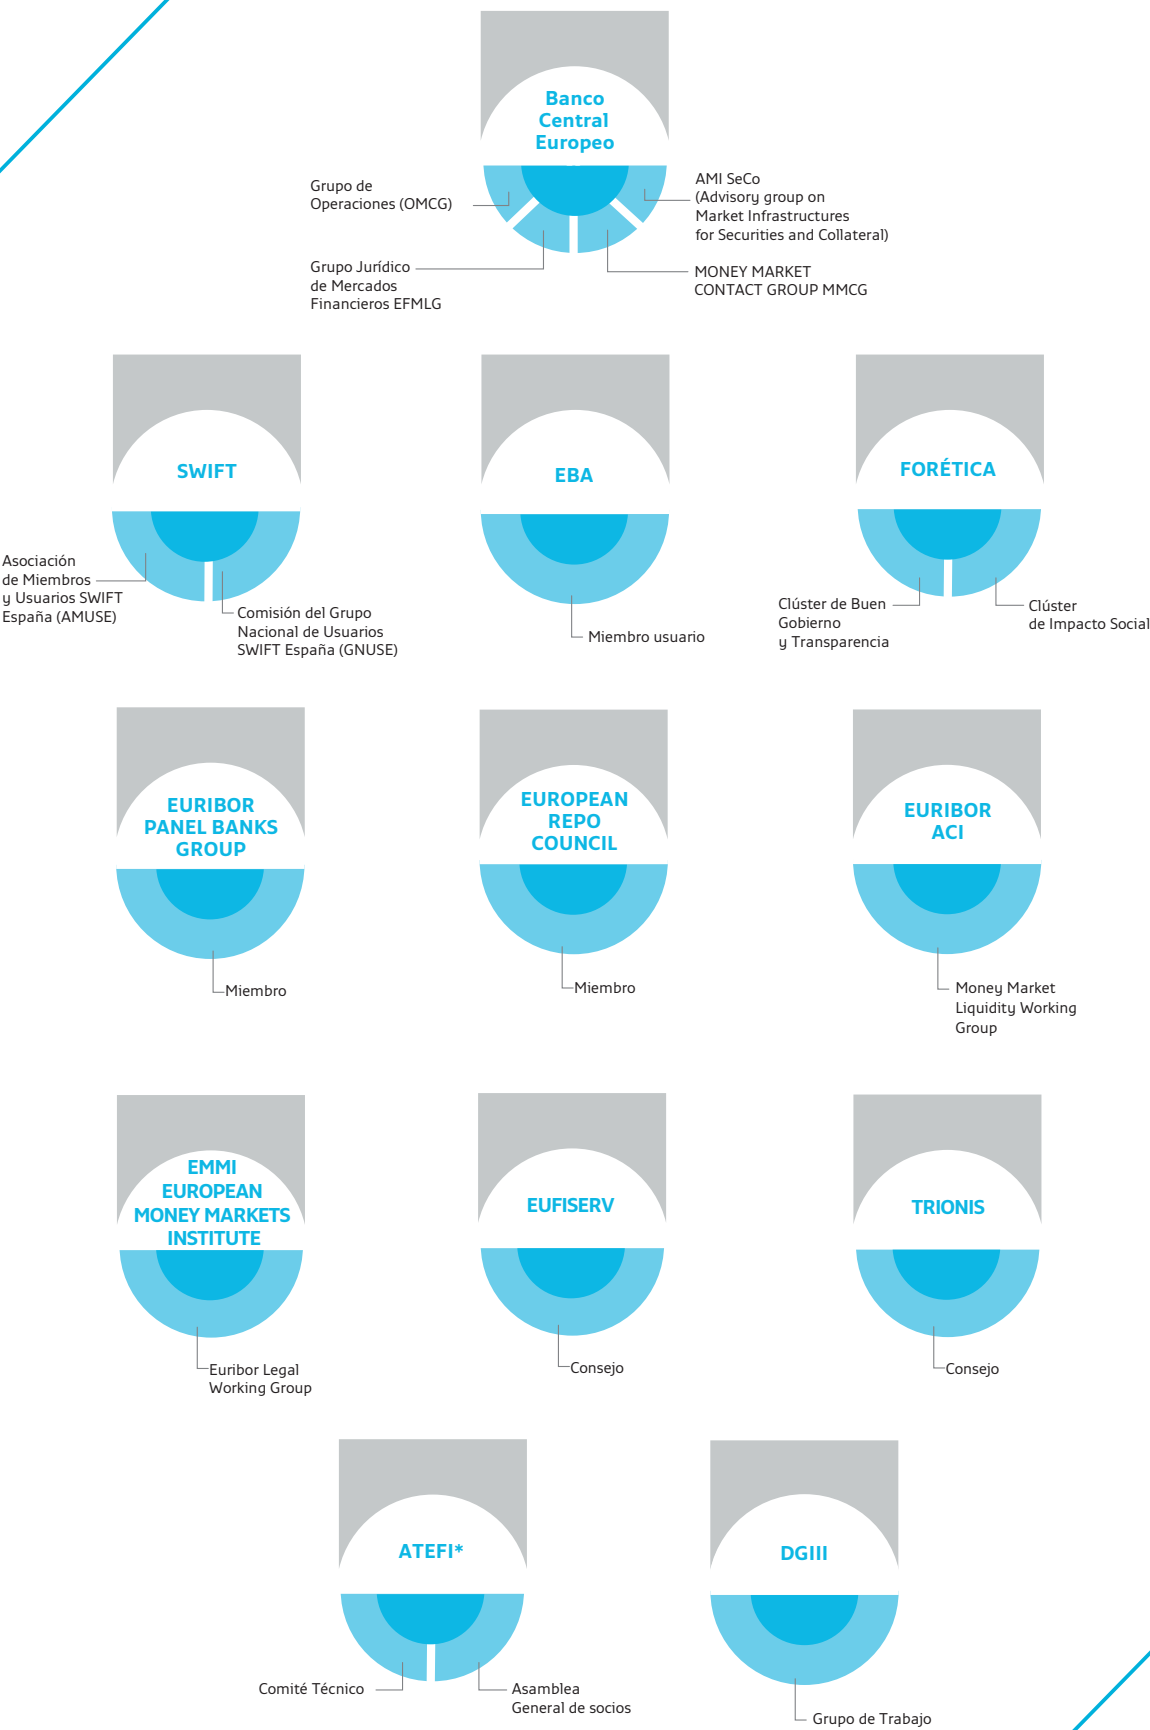 Banco
Central
Europeo
Grupo de
Operaciones (OMCG)
AMI SeCo
(Advisory group on
Market Infrastructures
for Securities and Collateral)
Grupo Jurídico
de Mercados
Financieros EFMLG
MONEY MARKET
CONTACT GROUP MMCG
SWIFT
Asociación
de Miembros
y Usuarios SWIFT
España (AMUSE)
Comisión del Grupo
Nacional de Usuarios
SWIFT España (GNUSE)
EBA
Miembro usuario
FORÉTICA
Clúster de Buen
Gobierno
y Transparencia
Clúster
de Impacto Social
EURIBOR
PANEL BANKS
GROUP
Miembro
EUROPEAN
REPO
COUNCIL
Miembro
EURIBOR
ACI
Money Market
Liquidity Working
Group
EMMI
EUROPEAN
MONEY MARKETS
INSTITUTE
Euribor Legal
Working Group
EUFISERV
Consejo
TRIONIS
Consejo
ATEFI*
Comité Técnico
Asamblea
General de socios
DGIII
Grupo de Trabajo